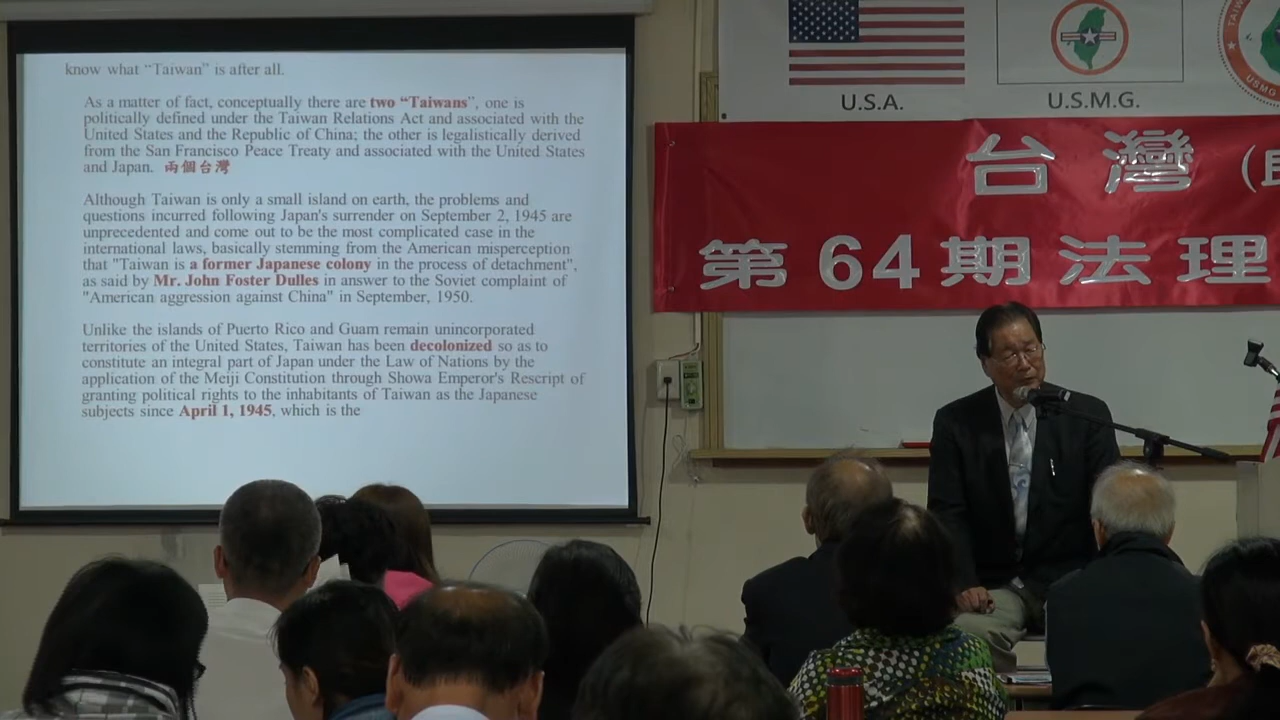 know what “Taiwan” is after all.
As a matter of fact, conceptually there are two “Taiwans”, one is
politically defined under the Taiwan Relations Act and associated with the
United States and the Republic of China; the other is legalistically derived
from the San Francisco Peace Treaty and associated with the United States
and Japan. 兩個台灣
Although Taiwan is only a small island on earth, the problems and
questions incurred following Japan's surrender on September 2, 1945 are
unprecedented and come out to be the most complicated case in the
international laws, basically stemming from the American misperception
that "Taiwan is a former Japanese colony in the process of detachment",
as said by Mr. John Foster Dulles in answer to the Soviet complaint of
"American aggression against China" in September, 1950.
Unlike the islands of Puerto Rico and Guam remain unincorporated
territories of the United States, Taiwan has been decolonized so as to
constitute an integral part of Japan under the Law of Nations by the
application of the Meiji Constitution through Showa Emperor's Rescript of
granting political rights to the inhabitants of Taiwan as the Japanese
subjects since April 1, 1945, which is the
U.S.A.
U.S.M.G.
台灣(
第64期法理